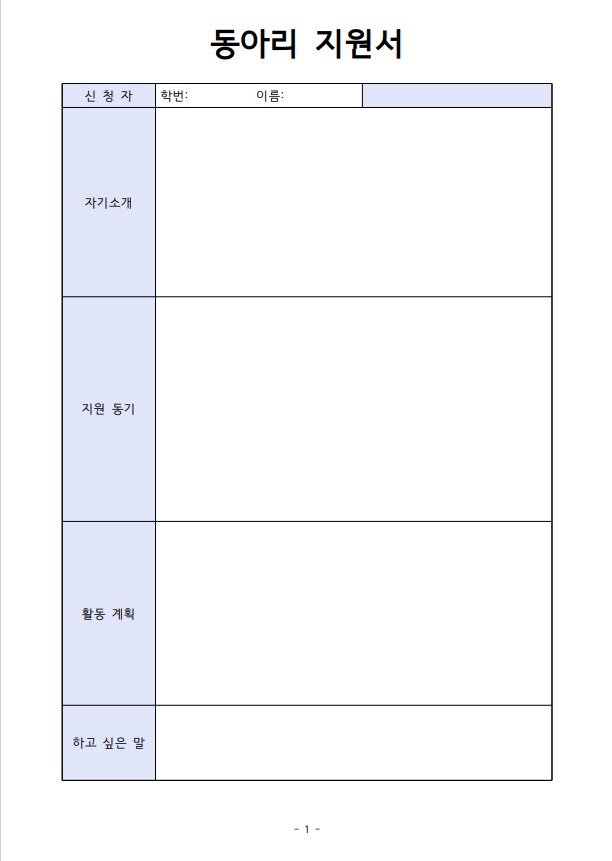 동아리 지원서
신 청 자 학번: 이름:
자기소개
지원 동기
활동 계획
하고 싶은 말
- 1 -